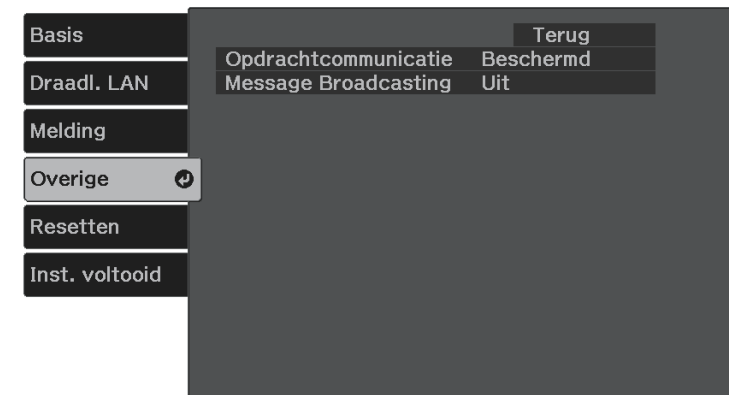 Basis
Draadl. LAN
Melding
Overige
Resetten
Inst. voltooid
Terug
Opdrachtcommunicatie Beschermd
Message Broadcasting Uit